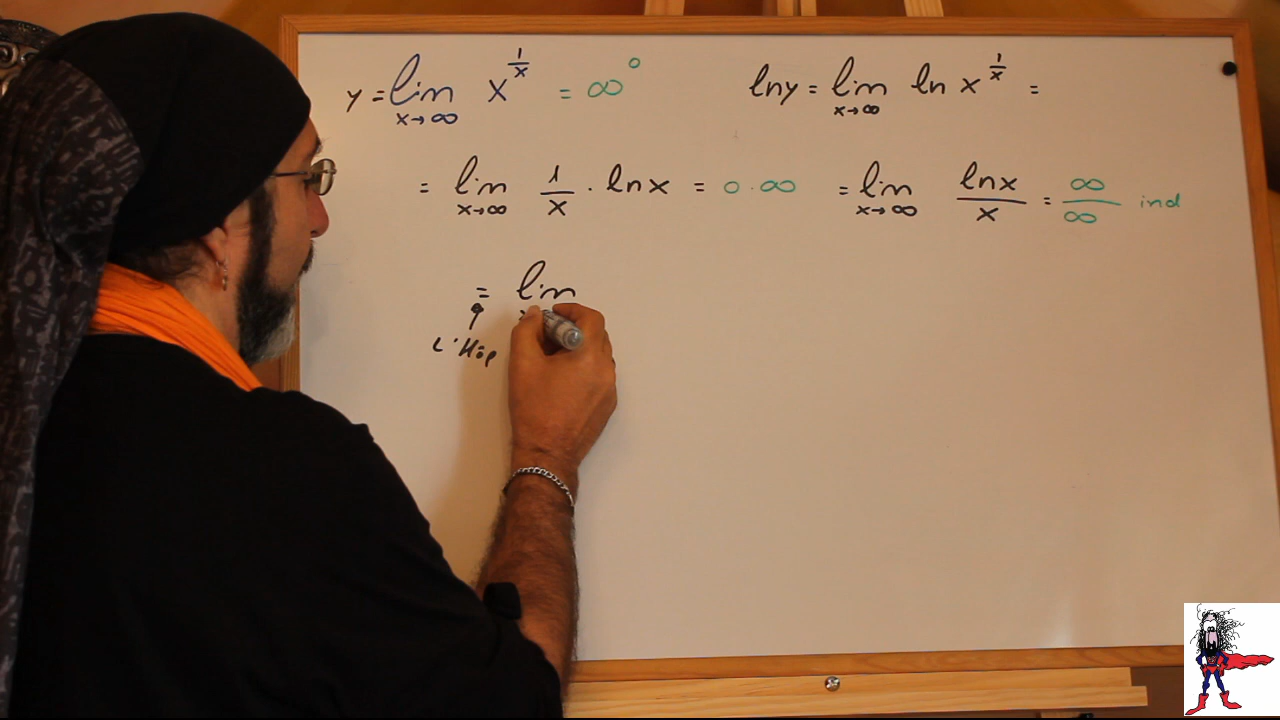 y = lim x→∞ x^(1/x) = ∞^0
ln y = lim x→∞ ln x^(1/x) =
= lim x→∞ 1/x · ln x = 0·∞ = lim x→∞ ln x / x = ∞/∞ ind
= lim
L'Hôp